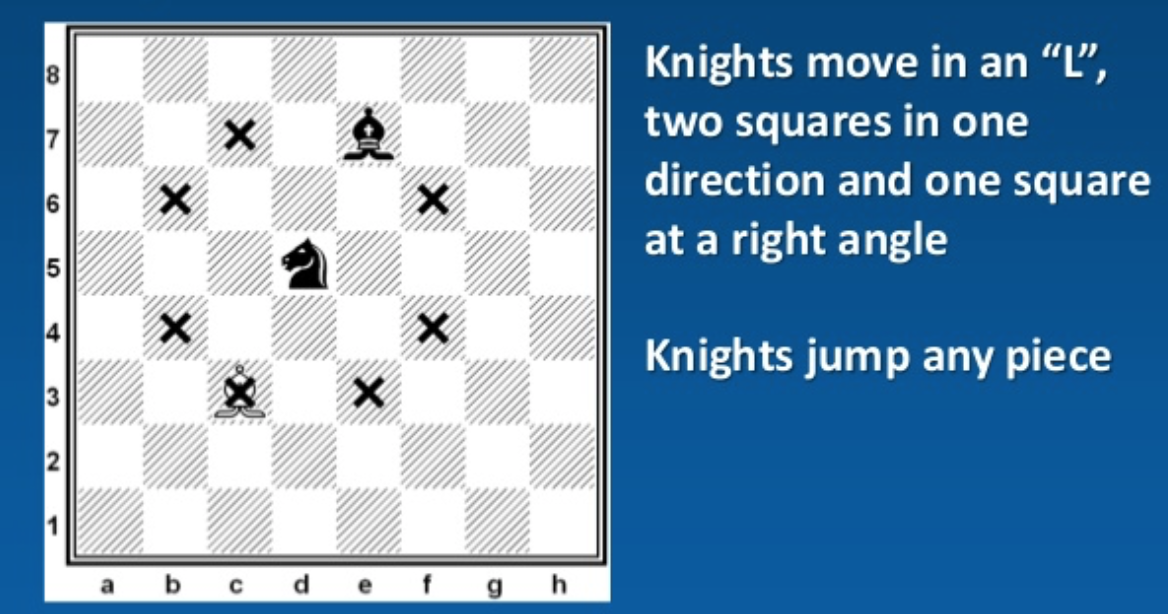 8
7
6
5
4
3
2
1
a b c d e f g h
Knights move in an “L”,
two squares in one
direction and one square
at a right angle
Knights jump any piece